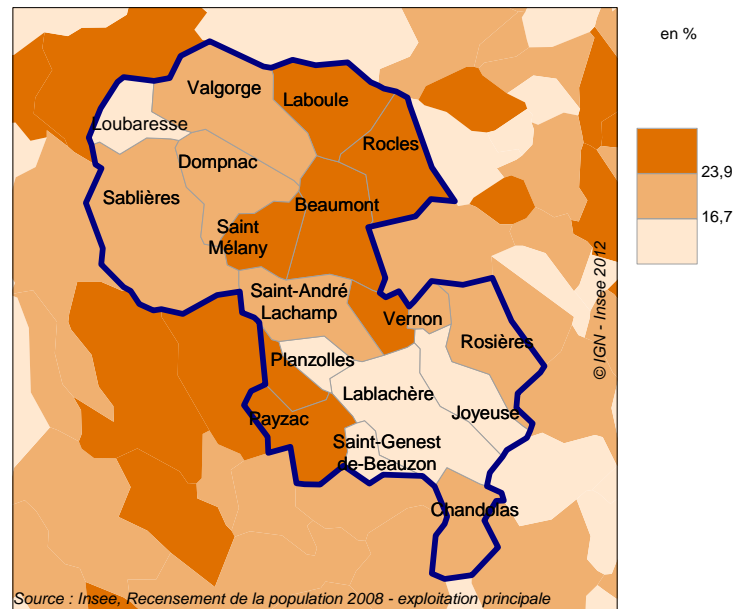 en %
23,9
16,7
Valgorge
Laboule
Loubaresse
Rocles
Dompnac
Sablières
Beaumont
Saint
Mélany
Saint-André
Lachamp
Vernon
Rosières
Planzolles
Lablachère
Joyeuse
Payzac
Saint-Genest
de-Beauzon
Chandolas
© IGN - Insee 2012
Source : Insee, Recensement de la population 2008 - exploitation principale